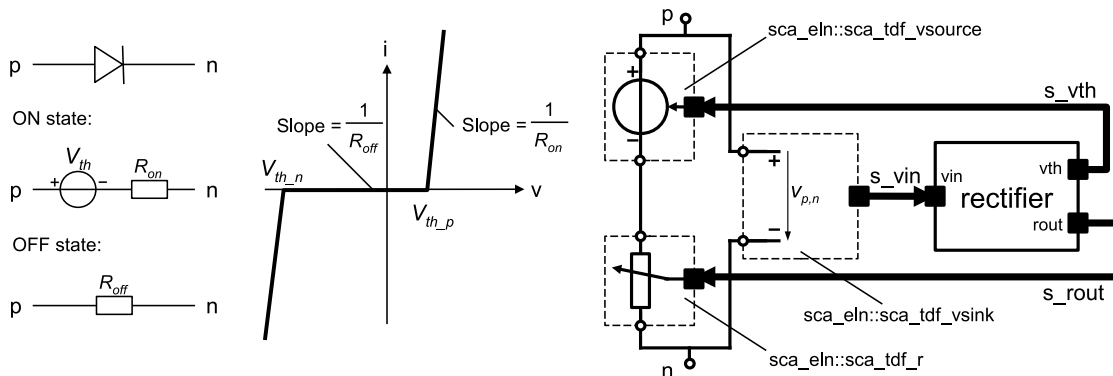 p n
ON state:
V_th
+ -
R_on
p n
OFF state:
R_off
p n
i
Slope = 1/R_off
Slope = 1/R_on
V_th_n
v
V_th_p
p
sca_eln::sca_tdf_vsource
+
-
s_vth
+
V_p,n
-
s_vin
vin
vth
rectifier
rout
s_rout
sca_eln::sca_tdf_vsink
sca_eln::sca_tdf_r
n